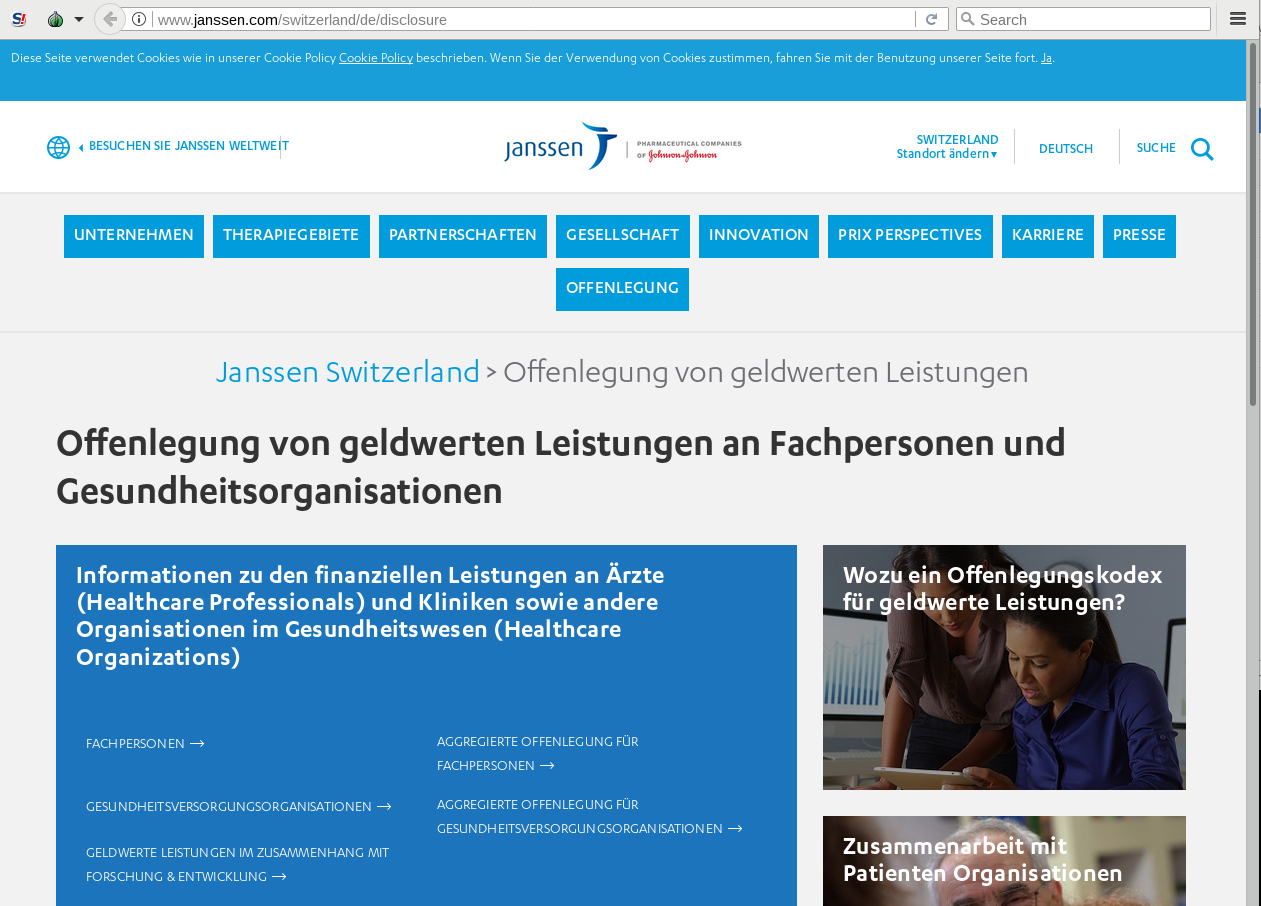 S!
www.janssen.com/switzerland/de/disclosure
Search
Diese Seite verwendet Cookies wie in unserer Cookie Policy Cookie Policy beschrieben. Wenn Sie der Verwendung von Cookies zustimmen, fahren Sie mit der Benutzung unserer Seite fort. Ja.
BESUCHEN SIE JANSSEN WELTWEIT
janssen
PHARMACEUTICAL COMPANIES
OF Johnson&Johnson
SWITZERLAND
Standort ändern▼
DEUTSCH
SUCHE
UNTERNEHMEN THERAPIEGEBIETE PARTNERSCHAFTEN GESELLSCHAFT INNOVATION PRIX PERSPECTIVES KARRIERE PRESSE
OFFENLEGUNG
Janssen Switzerland > Offenlegung von geldwerten Leistungen
Offenlegung von geldwerten Leistungen an Fachpersonen und
Gesundheitsorganisationen
Informationen zu den finanziellen Leistungen an Ärzte
(Healthcare Professionals) und Kliniken sowie andere
Organisationen im Gesundheitswesen (Healthcare
Organizations)
FACHPERSONEN →
GESUNDHEITSVERSORGUNGSORGANISATIONEN →
GELDWERTE LEISTUNGEN IM ZUSAMMENHANG MIT
FORSCHUNG & ENTWICKLUNG →
AGGREGIERTE OFFENLEGUNG FÜR
FACHPERSONEN →
AGGREGIERTE OFFENLEGUNG FÜR
GESUNDHEITSVERSORGUNGSORGANISATIONEN →
Wozu ein Offenlegungskodex
für geldwerte Leistungen?
Zusammenarbeit mit
Patienten Organisationen